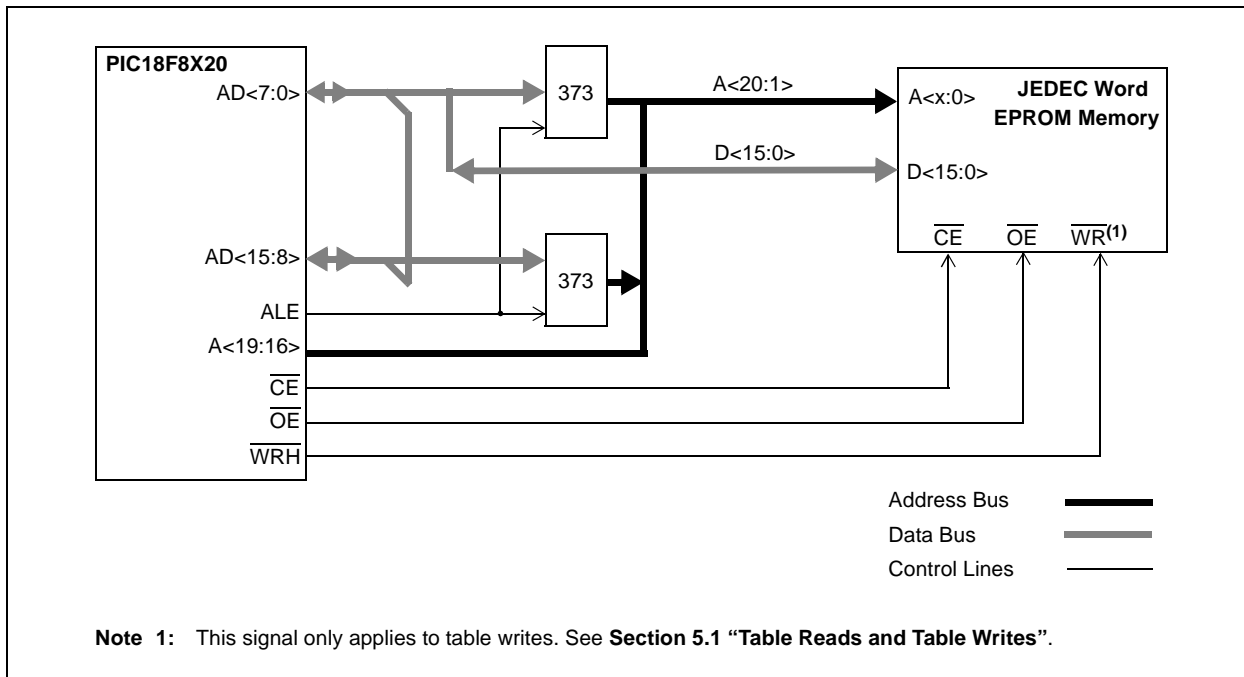 PIC18F8X20
AD<7:0>
373
A<20:1>
A<x:0>
JEDEC Word
EPROM Memory
D<15:0>
D<15:0>
CE
OE
WR(1)
AD<15:8>
373
ALE
A<19:16>
CE
OE
WRH
Address Bus
Data Bus
Control Lines
Note 1: This signal only applies to table writes. See Section 5.1 “Table Reads and Table Writes”.